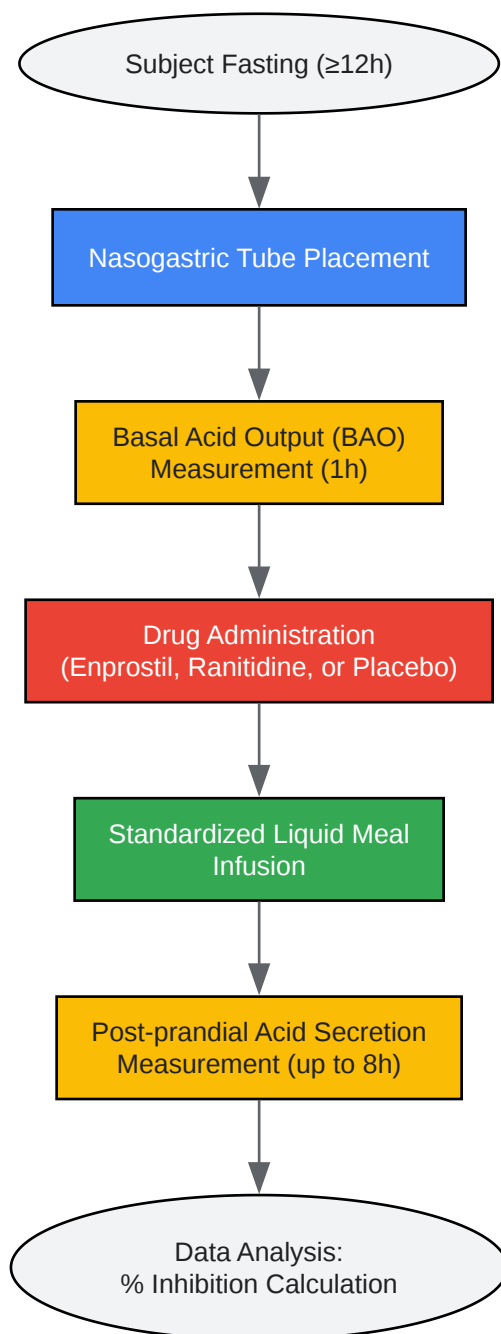 Subject Fasting (≥12h)
Nasogastric Tube Placement
Basal Acid Output (BAO)
Measurement (1h)
Drug Administration
(Enprostil, Ranitidine, or Placebo)
Standardized Liquid Meal
Infusion
Post-prandial Acid Secretion
Measurement (up to 8h)
Data Analysis:
% Inhibition Calculation